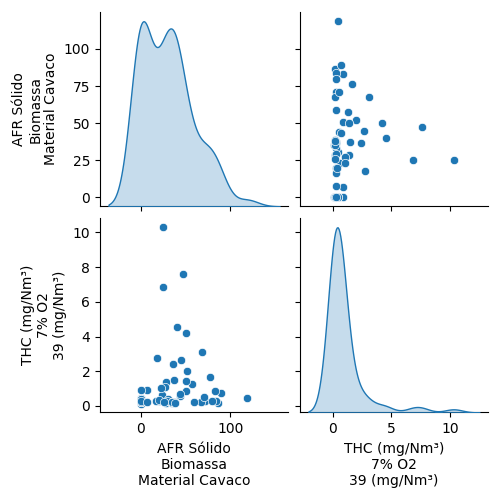 AFR Sólido
Biomassa
Material Cavaco
100
75
50
25
0
THC (mg/Nm³)
7% O2
39 (mg/Nm³)
10
8
6
4
2
0
0
100
AFR Sólido
Biomassa
Material Cavaco
0
5
10
THC (mg/Nm³)
7% O2
39 (mg/Nm³)